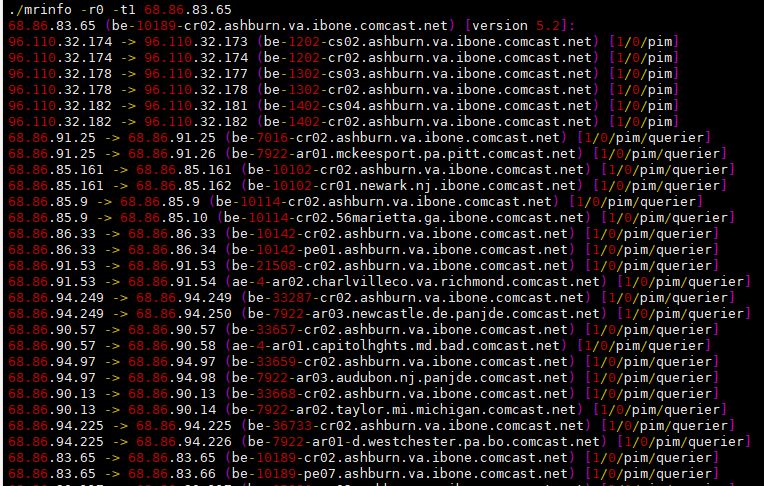 ./mrinfo -r0 -t1 68.86.83.65
68.86.83.65 (be-10189-cr02.ashburn.va.ibone.comcast.net) [version 5.2]:
96.110.32.174 -> 96.110.32.173 (be-1202-cs02.ashburn.va.ibone.comcast.net) [1/0/pim]
96.110.32.174 -> 96.110.32.174 (be-1202-cr02.ashburn.va.ibone.comcast.net) [1/0/pim]
96.110.32.178 -> 96.110.32.177 (be-1302-cs03.ashburn.va.ibone.comcast.net) [1/0/pim]
96.110.32.178 -> 96.110.32.178 (be-1302-cr02.ashburn.va.ibone.comcast.net) [1/0/pim]
96.110.32.182 -> 96.110.32.181 (be-1402-cs04.ashburn.va.ibone.comcast.net) [1/0/pim]
96.110.32.182 -> 96.110.32.182 (be-1402-cr02.ashburn.va.ibone.comcast.net) [1/0/pim]
68.86.91.25 -> 68.86.91.25 (be-7016-cr02.ashburn.va.ibone.comcast.net) [1/0/pim/querier]
68.86.91.25 -> 68.86.91.26 (be-7922-ar01.mckeesport.pa.pitt.comcast.net) [1/0/pim/querier]
68.86.85.161 -> 68.86.85.161 (be-10102-cr02.ashburn.va.ibone.comcast.net) [1/0/pim/querier]
68.86.85.161 -> 68.86.85.162 (be-10102-cr01.newark.nj.ibone.comcast.net) [1/0/pim/querier]
68.86.85.9 -> 68.86.85.9 (be-10114-cr02.ashburn.va.ibone.comcast.net) [1/0/pim/querier]
68.86.85.9 -> 68.86.85.10 (be-10114-cr02.56marietta.ga.ibone.comcast.net) [1/0/pim/querier]
68.86.86.33 -> 68.86.86.33 (be-10142-cr02.ashburn.va.ibone.comcast.net) [1/0/pim/querier]
68.86.86.33 -> 68.86.86.34 (be-10142-pe01.ashburn.va.ibone.comcast.net) [1/0/pim/querier]
68.86.91.53 -> 68.86.91.53 (be-21508-cr02.ashburn.va.ibone.comcast.net) [1/0/pim/querier]
68.86.91.53 -> 68.86.91.54 (ae-4-ar02.charlvilleco.va.richmond.comcast.net) [1/0/pim/querier]
68.86.94.249 -> 68.86.94.249 (be-33287-cr02.ashburn.va.ibone.comcast.net) [1/0/pim/querier]
68.86.94.249 -> 68.86.94.250 (be-7922-ar03.newcastle.de.panjde.comcast.net) [1/0/pim/querier]
68.86.90.57 -> 68.86.90.57 (be-33657-cr02.ashburn.va.ibone.comcast.net) [1/0/pim/querier]
68.86.90.57 -> 68.86.90.58 (ae-4-ar01.capitolhghts.md.bad.comcast.net) [1/0/pim/querier]
68.86.94.97 -> 68.86.94.97 (be-33659-cr02.ashburn.va.ibone.comcast.net) [1/0/pim/querier]
68.86.94.97 -> 68.86.94.98 (be-7922-ar03.audubon.nj.panjde.comcast.net) [1/0/pim/querier]
68.86.90.13 -> 68.86.90.13 (be-33668-cr02.ashburn.va.ibone.comcast.net) [1/0/pim/querier]
68.86.90.13 -> 68.86.90.14 (be-7922-ar02.taylor.mi.michigan.comcast.net) [1/0/pim/querier]
68.86.94.225 -> 68.86.94.225 (be-36733-cr02.ashburn.va.ibone.comcast.net) [1/0/pim/querier]
68.86.94.225 -> 68.86.94.226 (be-7922-ar01-d.westchester.pa.bo.comcast.net) [1/0/pim/querier]
68.86.83.65 -> 68.86.83.65 (be-10189-cr02.ashburn.va.ibone.comcast.net) [1/0/pim/querier]
68.86.83.65 -> 68.86.83.66 (be-10189-pe07.ashburn.va.ibone.comcast.net) [1/0/pim/querier]